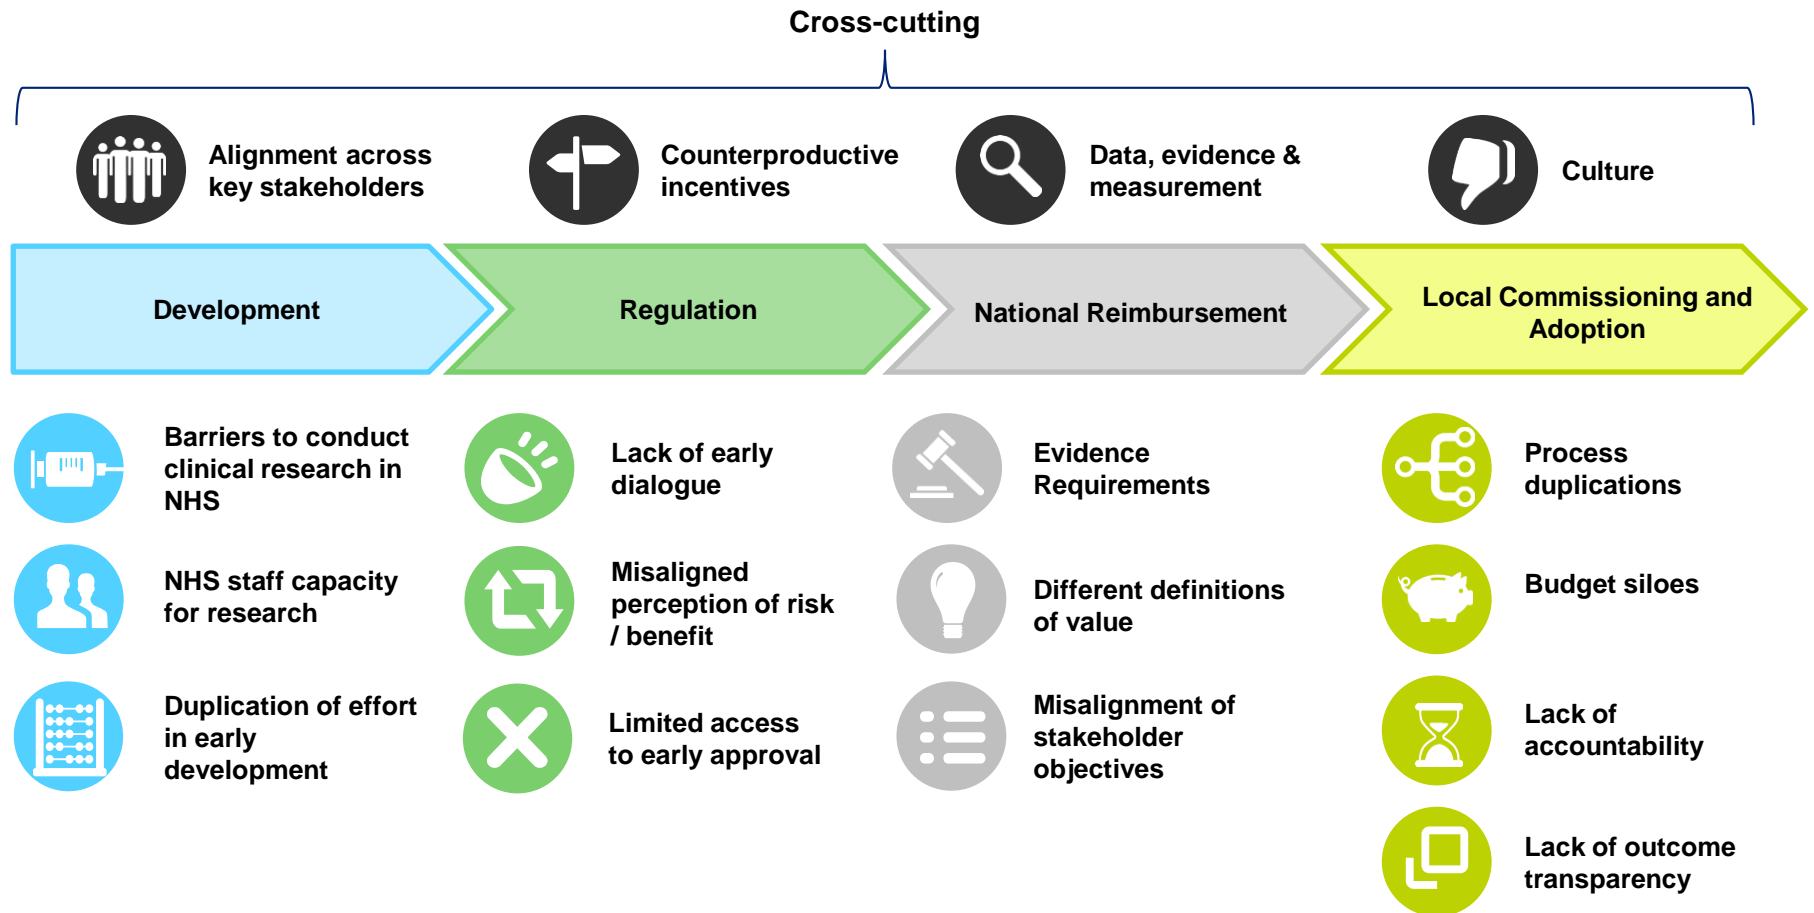 Cross-cutting
Alignment across
key stakeholders
Counterproductive
incentives
Data, evidence &
measurement
Culture
Development
Regulation
National Reimbursement
Local Commissioning and
Adoption
Barriers to conduct
clinical research in
NHS
NHS staff capacity
for research
Duplication of effort
in early
development
Lack of early
dialogue
Misaligned
perception of risk
/ benefit
Limited access
to early approval
Evidence
Requirements
Different definitions
of value
Misalignment of
stakeholder
objectives
Process
duplications
Budget siloes
Lack of
accountability
Lack of outcome
transparency